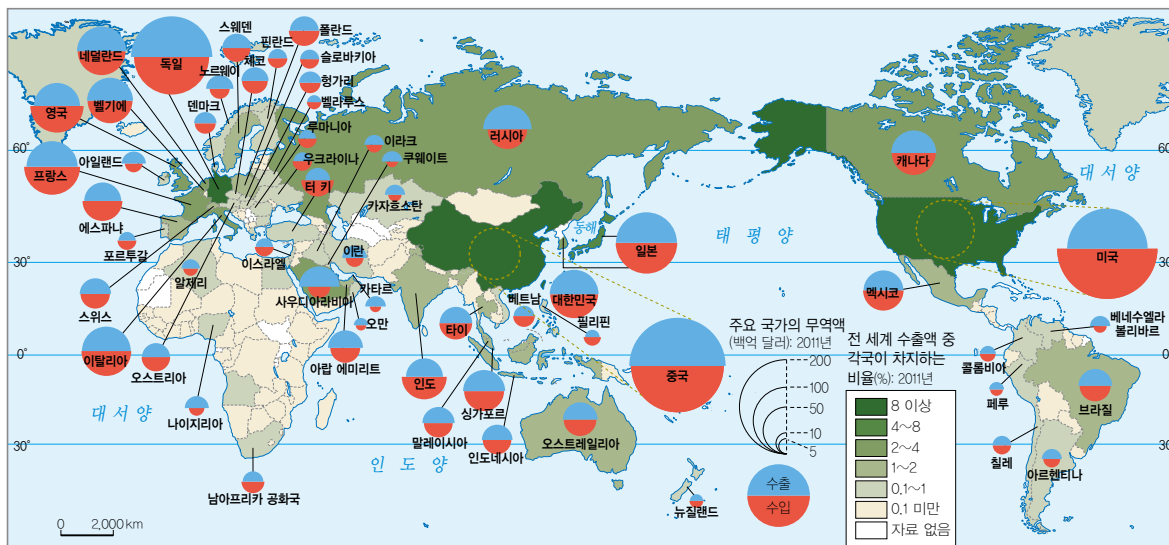 스웨덴
폴란드
핀란드
네덜란드
독일
체코
슬로바키아
노르웨이
헝가리
벨라루스
영국
벨기에
덴마크
루마니아
이라크
러시아
우크라이나
쿠웨이트
캐나다
60°
60°
아일랜드
프랑스
터 키
카자흐스탄
대 서 양
에스파냐
포르투갈
이스라엘
이란
동해
일본
태 평 양
미국
30°
30°
알제리
사우디아라비아
카타르
오만
베트남
대한민국
필리핀
멕시코
스위스
타이
베네수엘라
볼리바르
이탈리아
오스트리아
아랍 에미리트
인도
중국
주요 국가의 무역액
(백억 달러): 2011년
200
100
50
10
5
수출
수입
전 세계 수출액 중
각국이 차지하는
비율(%): 2011년
8 이상
4~8
2~4
1~2
0.1~1
0.1 미만
자료 없음
0°
0°
콜롬비아
페루
브라질
대 서 양
나이지리아
싱가포르
말레이시아
인도네시아
오스트레일리아
30°
30°
인 도 양
칠레
아르헨티나
남아프리카 공화국
뉴질랜드
0 2,000 km